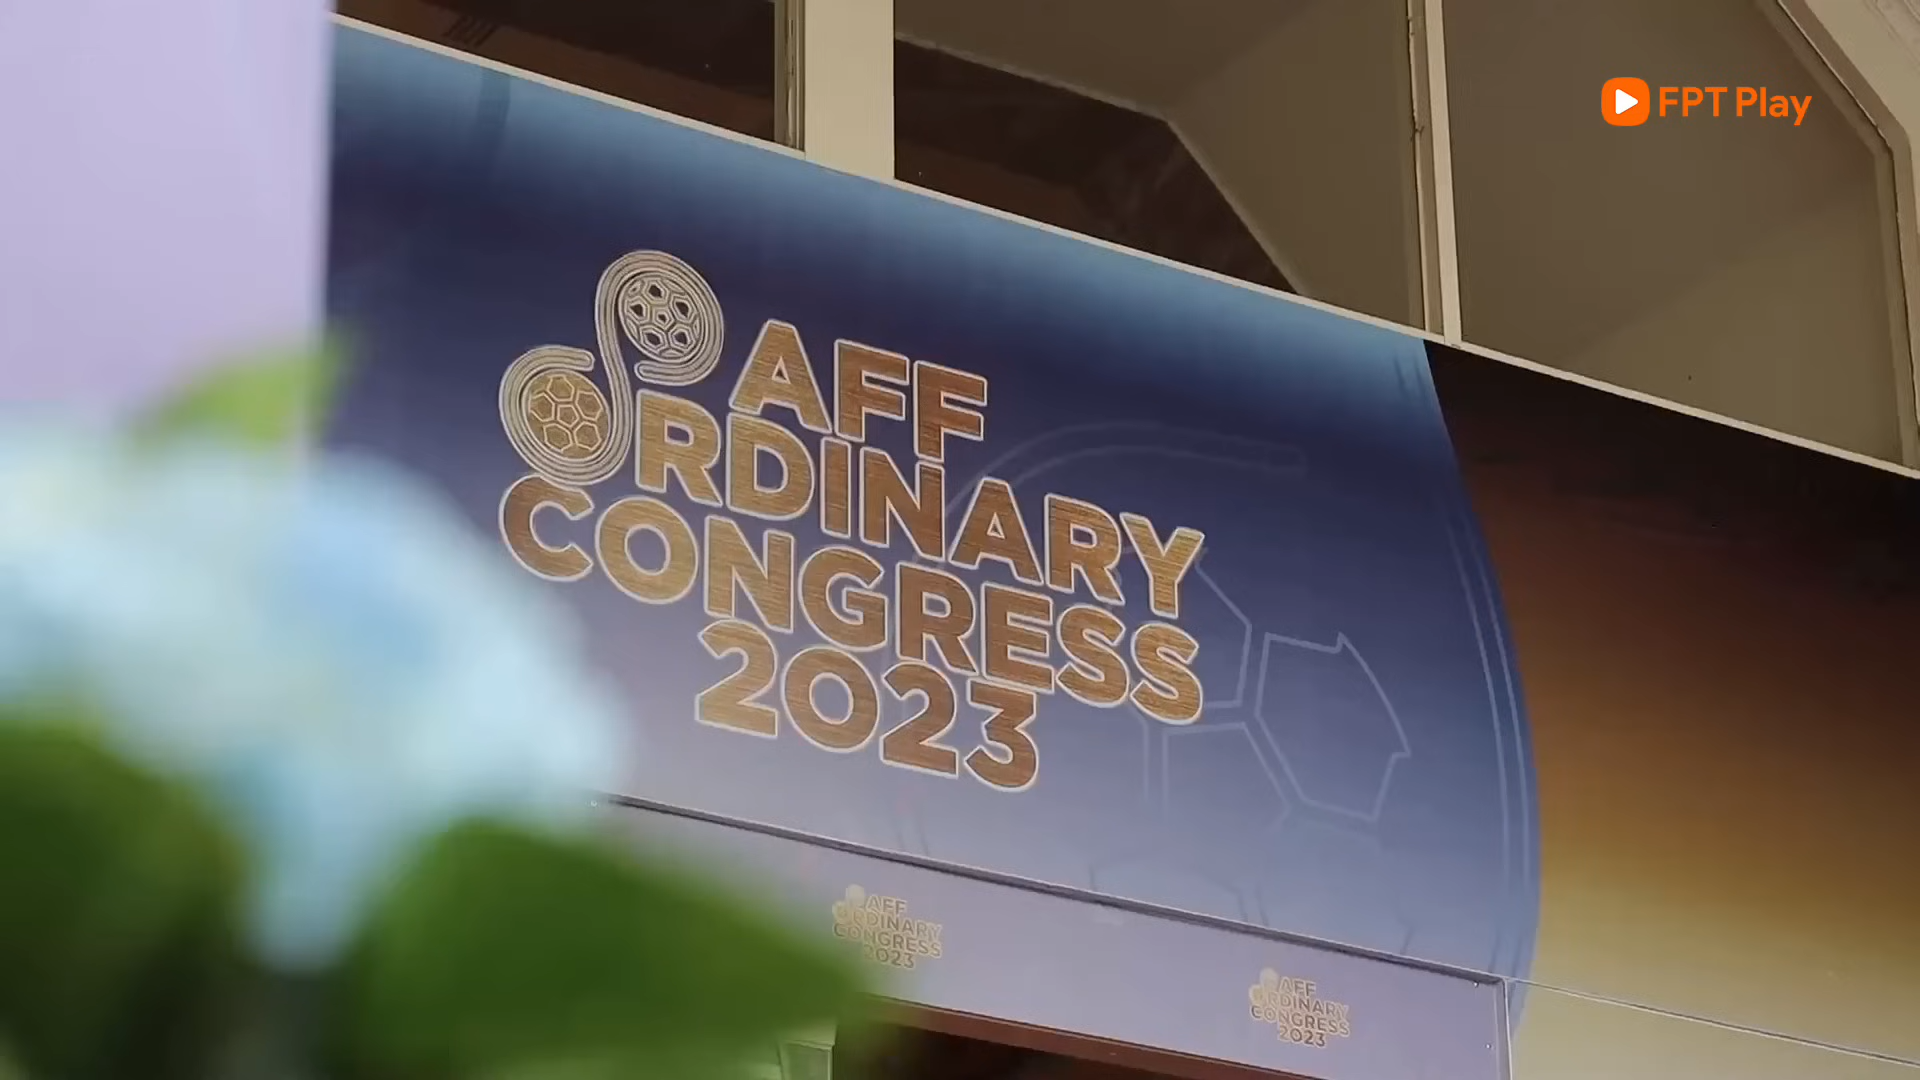 FPT Play
AFF
ORDINARY
CONGRESS
2023
AFF
ORDINARY
CONGRESS
2023
AFF
ORDINARY
CONGRESS
2023